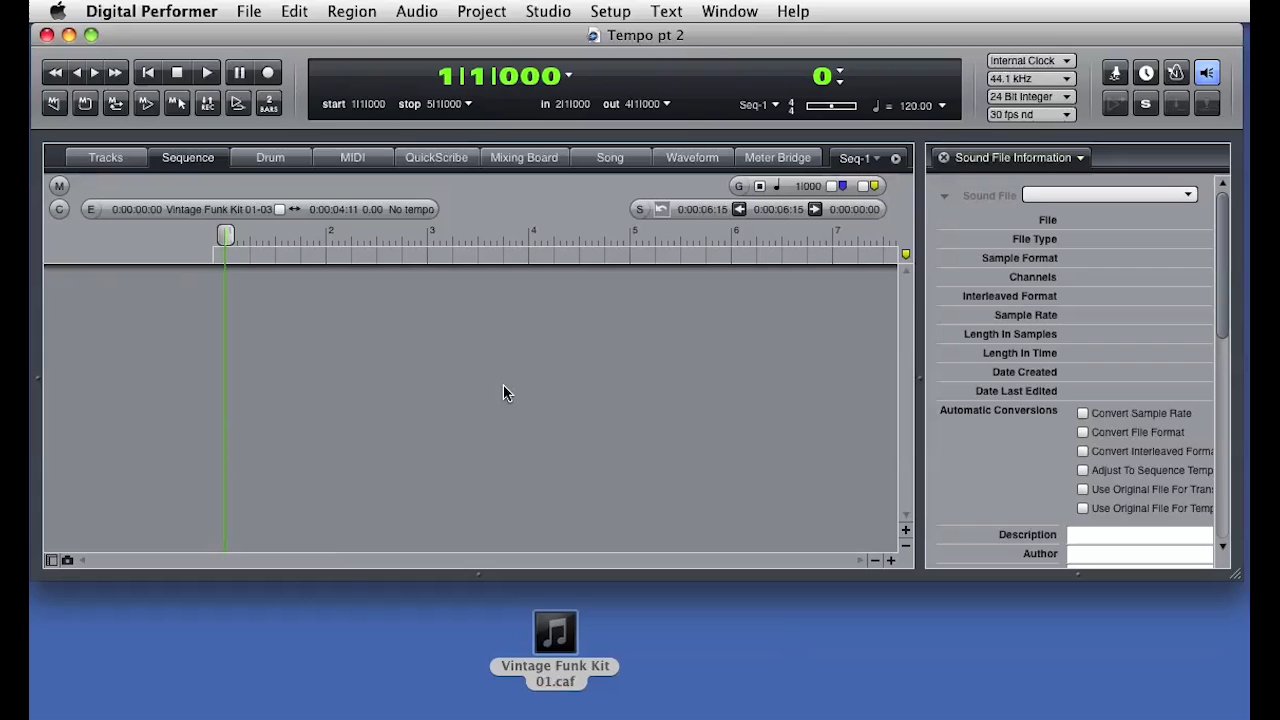 Digital Performer File Edit Region Audio Project Studio Setup Text Window Help
Tempo pt 2
1|1|000 0
start 1|1|000 stop 5|1|000 in 2|1|000 out 4|1|000 Seq-1 4 4 = 120.00
Internal Clock
44.1 kHz
24 Bit Integer
30 fps nd
M
REC
2 BARS
S
Tracks Sequence Drum MIDI QuickScribe Mixing Board Song Waveform Meter Bridge Seq-1
M G 1|000
C E 0:00:00:00 Vintage Funk Kit 01-03 0:00:04:11 0.00 No tempo S 0:00:06:15 0:00:06:15 0:00:00:00
2 3 4 5 6 7
Sound File Information
Sound File
File
File Type
Sample Format
Channels
Interleaved Format
Sample Rate
Length In Samples
Length In Time
Date Created
Date Last Edited
Automatic Conversions Convert Sample Rate
Convert File Format
Convert Interleaved Forma
Adjust To Sequence Temp
Use Original File For Tran
Use Original File For Temp
Description
Author
Vintage Funk Kit
01.caf